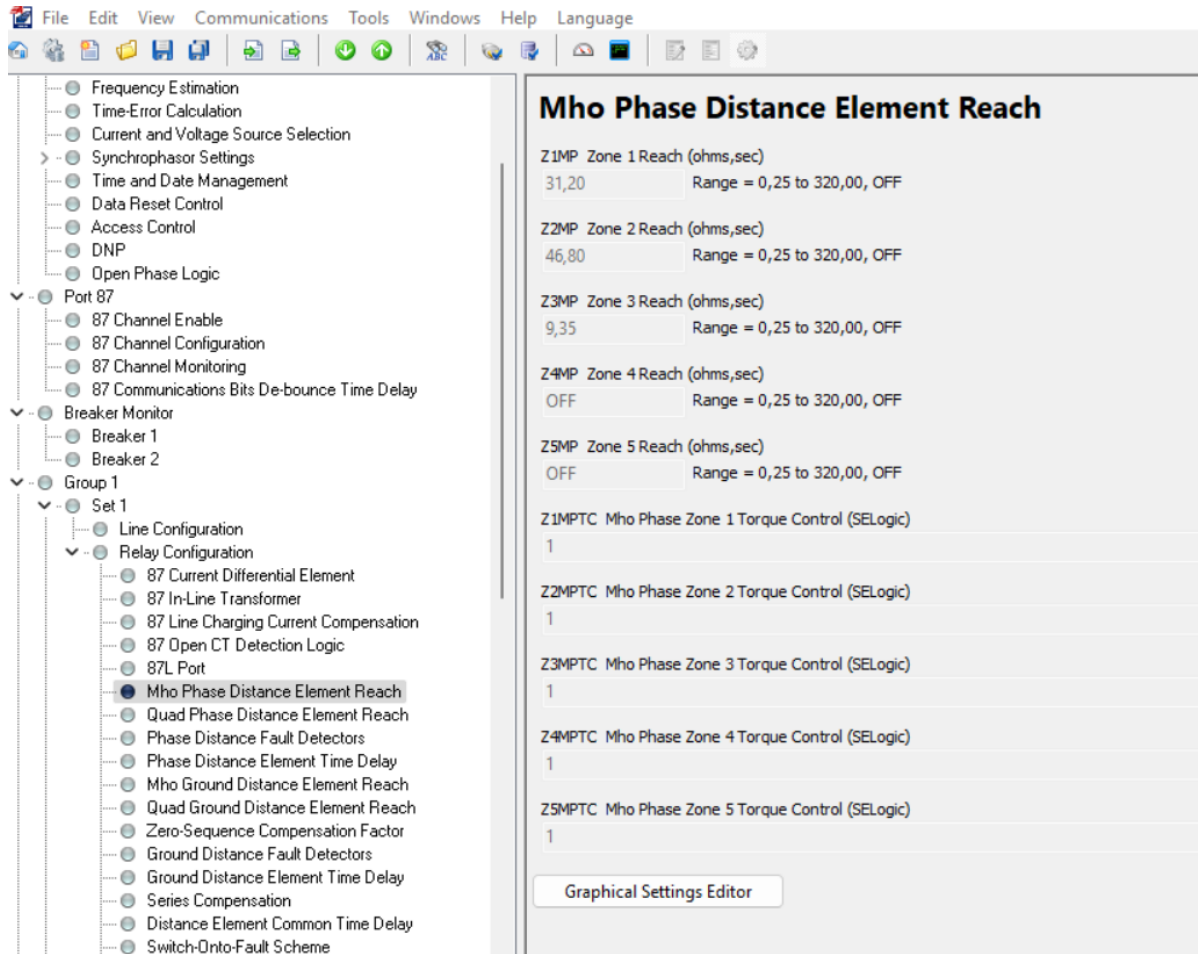 File Edit View Communications Tools Windows Help Language
ABC
Frequency Estimation
Time-Error Calculation
Current and Voltage Source Selection
Synchrophasor Settings
Time and Date Management
Data Reset Control
Access Control
DNP
Open Phase Logic
Port 87
87 Channel Enable
87 Channel Configuration
87 Channel Monitoring
87 Communications Bits De-bounce Time Delay
Breaker Monitor
Breaker 1
Breaker 2
Group 1
Set 1
Line Configuration
Relay Configuration
87 Current Differential Element
87 In-Line Transformer
87 Line Charging Current Compensation
87 Open CT Detection Logic
87L Port
Mho Phase Distance Element Reach
Quad Phase Distance Element Reach
Phase Distance Fault Detectors
Phase Distance Element Time Delay
Mho Ground Distance Element Reach
Quad Ground Distance Element Reach
Zero-Sequence Compensation Factor
Ground Distance Fault Detectors
Ground Distance Element Time Delay
Series Compensation
Distance Element Common Time Delay
Switch-Onto-Fault Scheme
Mho Phase Distance Element Reach
Z1MP Zone 1 Reach (ohms,sec)
31,20 Range = 0,25 to 320,00, OFF
Z2MP Zone 2 Reach (ohms,sec)
46,80 Range = 0,25 to 320,00, OFF
Z3MP Zone 3 Reach (ohms,sec)
9,35 Range = 0,25 to 320,00, OFF
Z4MP Zone 4 Reach (ohms,sec)
OFF Range = 0,25 to 320,00, OFF
Z5MP Zone 5 Reach (ohms,sec)
OFF Range = 0,25 to 320,00, OFF
Z1MPTC Mho Phase Zone 1 Torque Control (SELogic)
1
Z2MPTC Mho Phase Zone 2 Torque Control (SELogic)
1
Z3MPTC Mho Phase Zone 3 Torque Control (SELogic)
1
Z4MPTC Mho Phase Zone 4 Torque Control (SELogic)
1
Z5MPTC Mho Phase Zone 5 Torque Control (SELogic)
1
Graphical Settings Editor